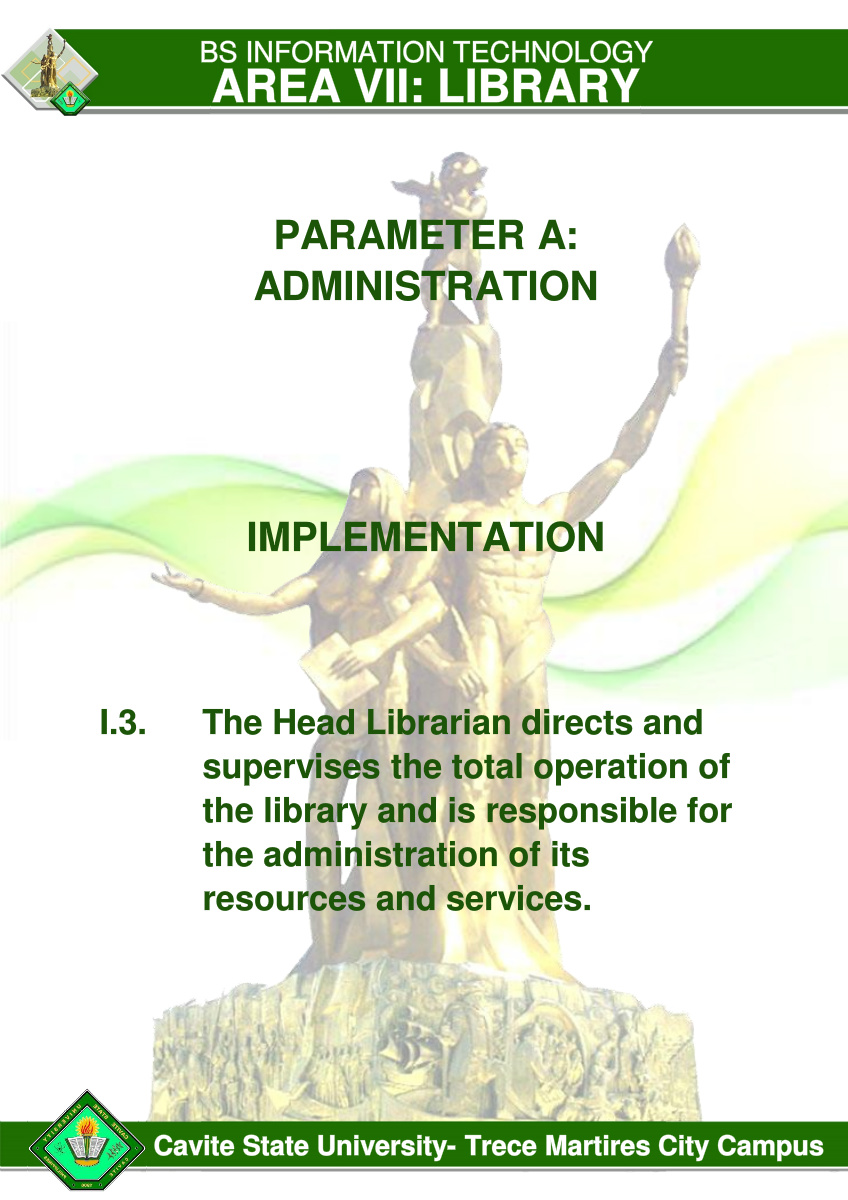 BS INFORMATION TECHNOLOGY
AREA VII: LIBRARY
PARAMETER A:
ADMINISTRATION
IMPLEMENTATION
I.3. The Head Librarian directs and
supervises the total operation of
the library and is responsible for
the administration of its
resources and services.
Cavite State University- Trece Martires City Campus